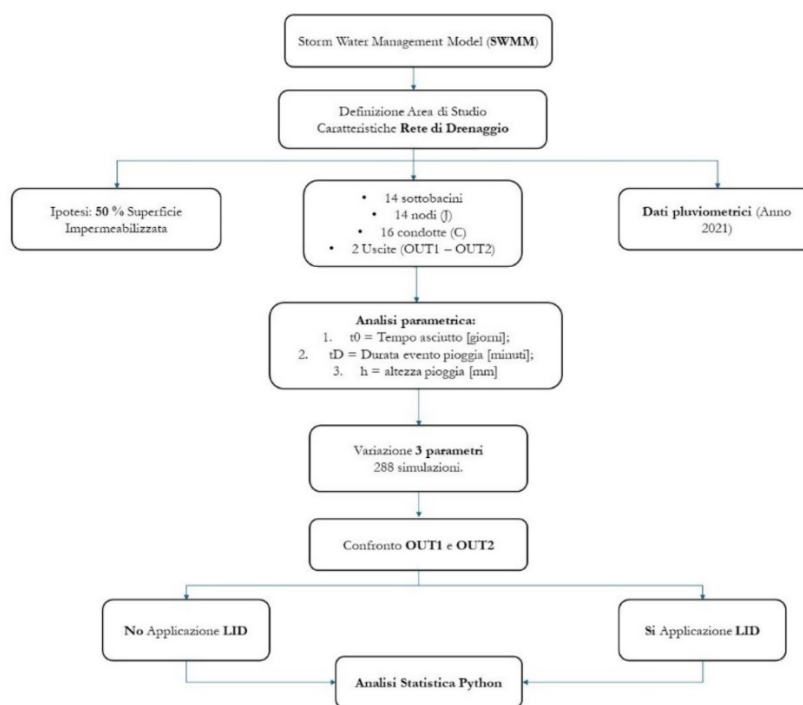 Storm Water Management Model (SWMM)
Definizione Area di Studio
Caratteristiche Rete di Drenaggio
Ipotesi: 50 % Superficie
Impermeabilizzata
• 14 sottobacini
• 14 nodi (J)
• 16 condotte (C)
• 2 Uscite (OUT1 – OUT2)
Dati pluviometrici (Anno
2021)
Analisi parametrica:
1. t0 = Tempo asciutto [giorni];
2. tD = Durata evento pioggia [minuti];
3. h = altezza pioggia [mm]
Variazione 3 parametri
288 simulazioni.
Confronto OUT1 e OUT2
No Applicazione LID
Si Applicazione LID
Analisi Statistica Python